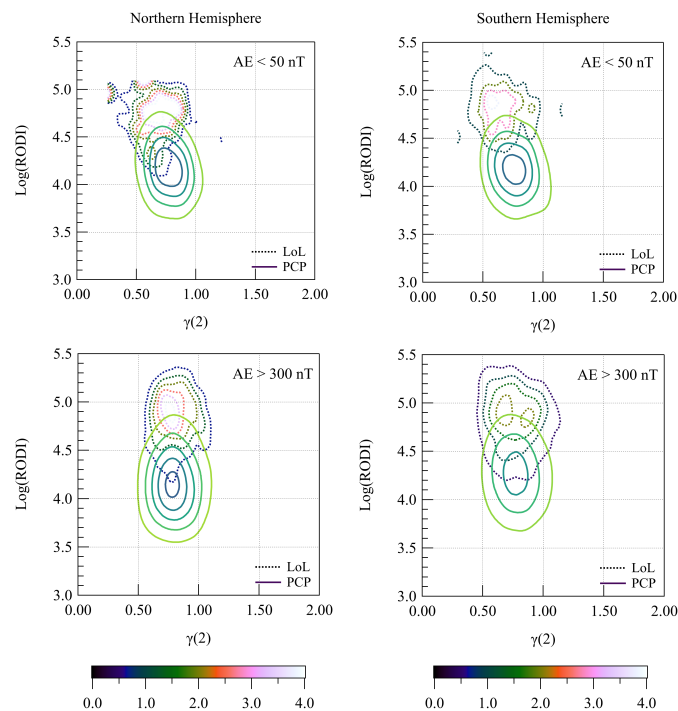 Northern Hemisphere
Southern Hemisphere
5.5
5.0
4.5
4.0
3.5
3.0
Log(RODI)
AE < 50 nT
LoL
PCP
0.00 0.50 1.00 1.50 2.00
γ(2)
5.5
5.0
4.5
4.0
3.5
3.0
Log(RODI)
AE < 50 nT
LoL
PCP
0.00 0.50 1.00 1.50 2.00
γ(2)
5.5
5.0
4.5
4.0
3.5
3.0
Log(RODI)
AE > 300 nT
LoL
PCP
0.00 0.50 1.00 1.50 2.00
γ(2)
5.5
5.0
4.5
4.0
3.5
3.0
Log(RODI)
AE > 300 nT
LoL
PCP
0.00 0.50 1.00 1.50 2.00
γ(2)
0.0 1.0 2.0 3.0 4.0
0.0 1.0 2.0 3.0 4.0